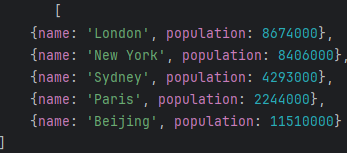 [
{name: 'London', population: 8674000},
{name: 'New York', population: 8406000},
{name: 'Sydney', population: 4293000},
{name: 'Paris', population: 2244000},
{name: 'Beijing', population: 11510000}
]